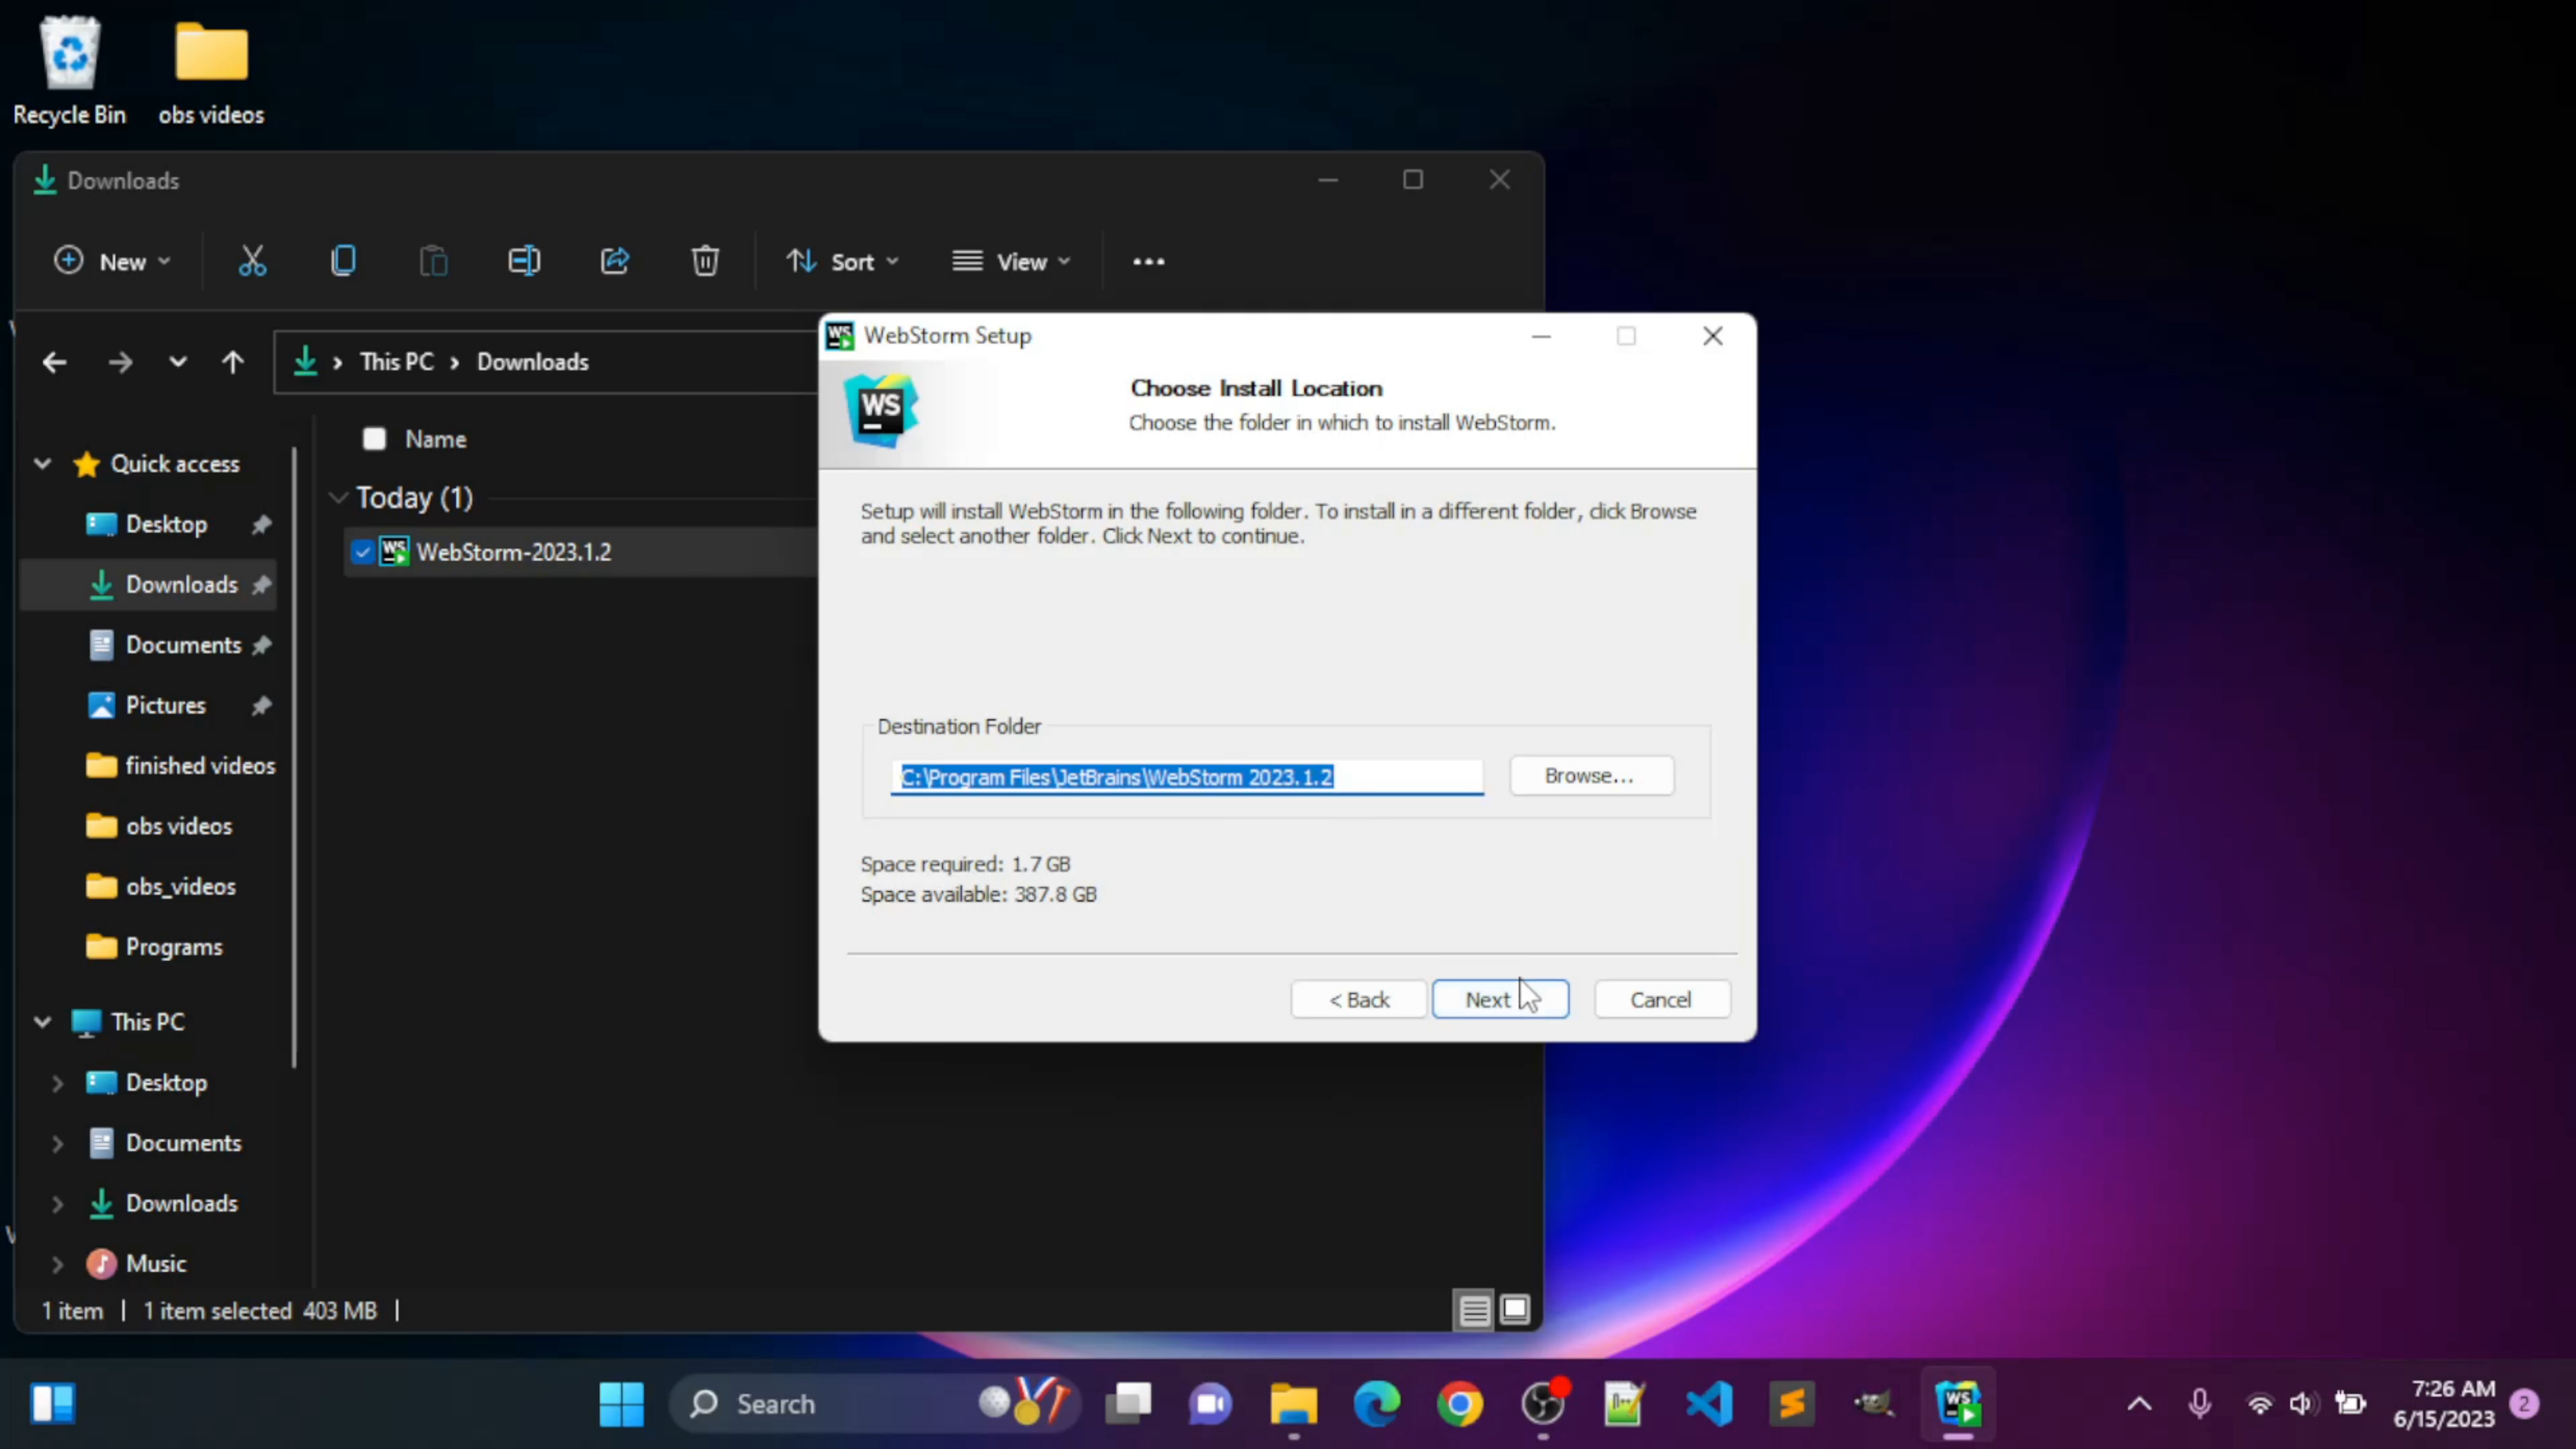 Recycle Bin
obs videos
Downloads
New
Sort
View
This PC
Downloads
Name
Quick access
Today (1)
Desktop
WebStorm-2023.1.2
Downloads
Documents
Pictures
finished videos
obs videos
obs_videos
Programs
This PC
Desktop
Documents
Downloads
Music
1 item
1 item selected 403 MB
WS
WebStorm Setup
WS
Choose Install Location
Choose the folder in which to install WebStorm.
Setup will install WebStorm in the following folder. To install in a different folder, click Browse
and select another folder. Click Next to continue.
Destination Folder
C:\Program Files\JetBrains\WebStorm 2023.1.2
Browse...
Space required: 1.7 GB
Space available: 387.8 GB
< Back
Next
Cancel
Search
WS
7:26 AM
6/15/2023
2